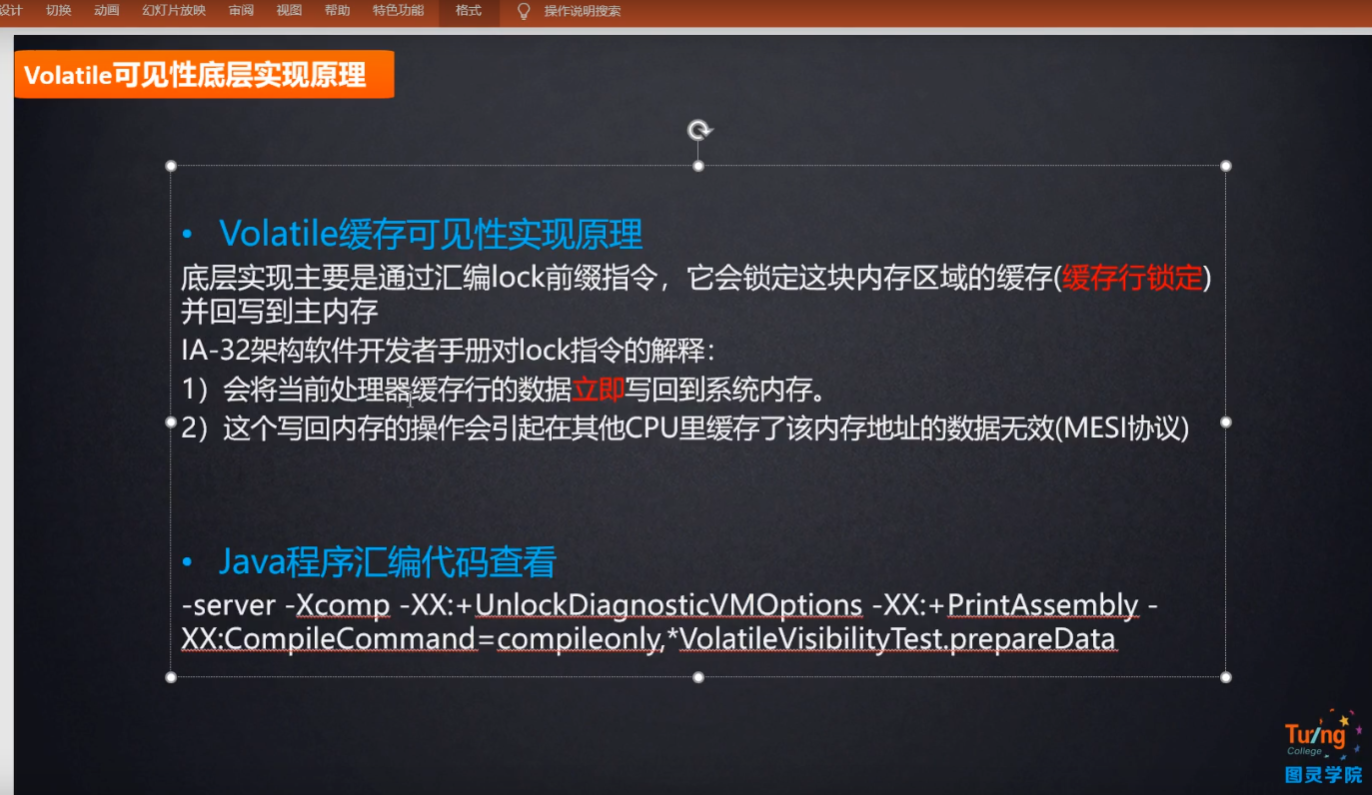 设计 切换 动画 幻灯片放映 审阅 视图 帮助 特色功能 格式 操作说明搜索
Volatile可见性底层实现原理
• Volatile缓存可见性实现原理
底层实现主要是通过汇编lock前缀指令，它会锁定这块内存区域的缓存(缓存行锁定)
并回写到主内存
IA-32架构软件开发者手册对lock指令的解释：
1）会将当前处理器缓存行的数据立即写回到系统内存。
2）这个写回内存的操作会引起在其他CPU里缓存了该内存地址的数据无效(MESI协议)
• Java程序汇编代码查看
-server -Xcomp -XX:+UnlockDiagnosticVMOptions -XX:+PrintAssembly -
XX:CompileCommand=compileonly,*VolatileVisibilityTest.prepareData
Turing
College
图灵学院